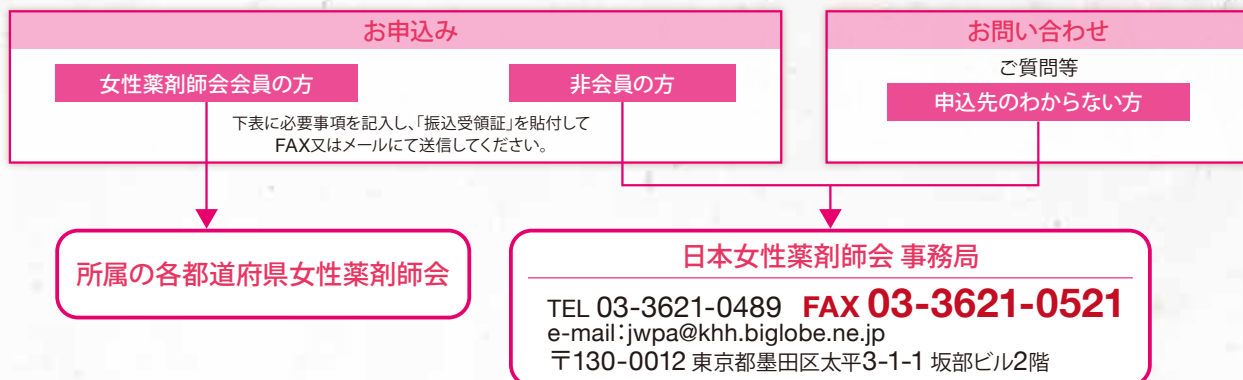 お申込み
女性薬剤師会会員の方
非会員の方
下表に必要事項を記入し、「振込受領証」を貼付して
FAX又はメールにて送信してください。
お問い合わせ
ご質問等
申込先のわからない方
所属の各都道府県女性薬剤師会
日本女性薬剤師会 事務局
TEL 03-3621-0489 FAX 03-3621-0521
e-mail：jwpa@khh.biglobe.ne.jp
〒130-0012 東京都墨田区太平3-1-1 坂部ビル2階